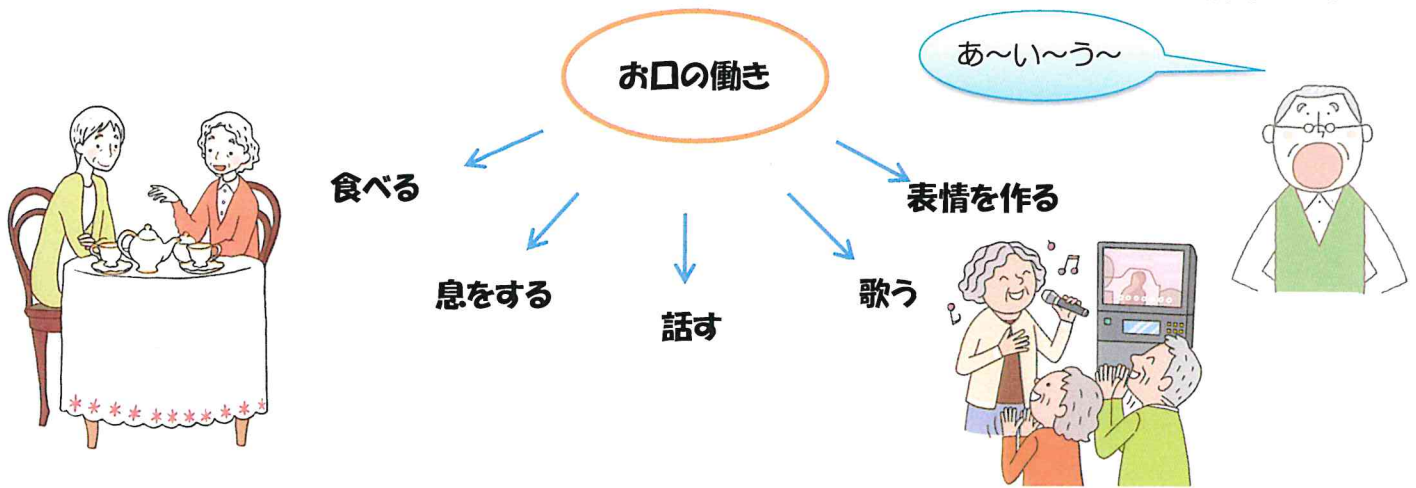 お口の働き
あ～い～う～
食べる
表情を作る
息をする
歌う
話す